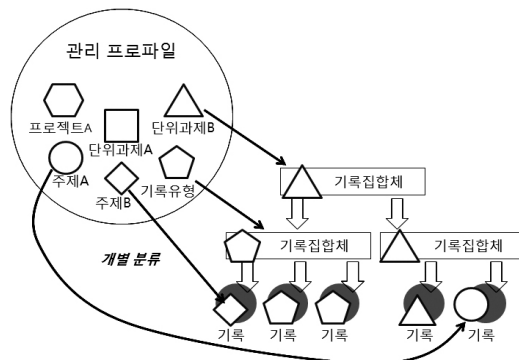 관리 프로파일
프로젝트A
단위과제A
단위과제B
주제A
주제B
기록유형
기록집합체
기록집합체
기록집합체
개별 분류
기록
기록
기록
기록
기록